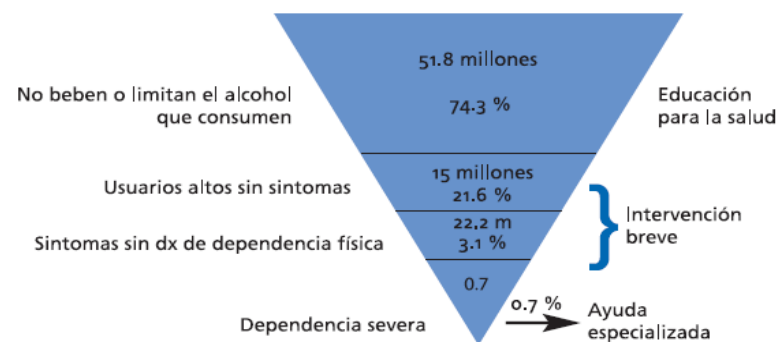 51.8 millones
No beben o limitan el alcohol
que consumen
74.3 %
Educación
para la salud
15 millones
Usuarios altos sin sintomas
21.6 %
22,2 m
Sintomas sin dx de dependencia física
3.1 %
Intervención
breve
0.7
0.7 %
Dependencia severa
Ayuda
especializada